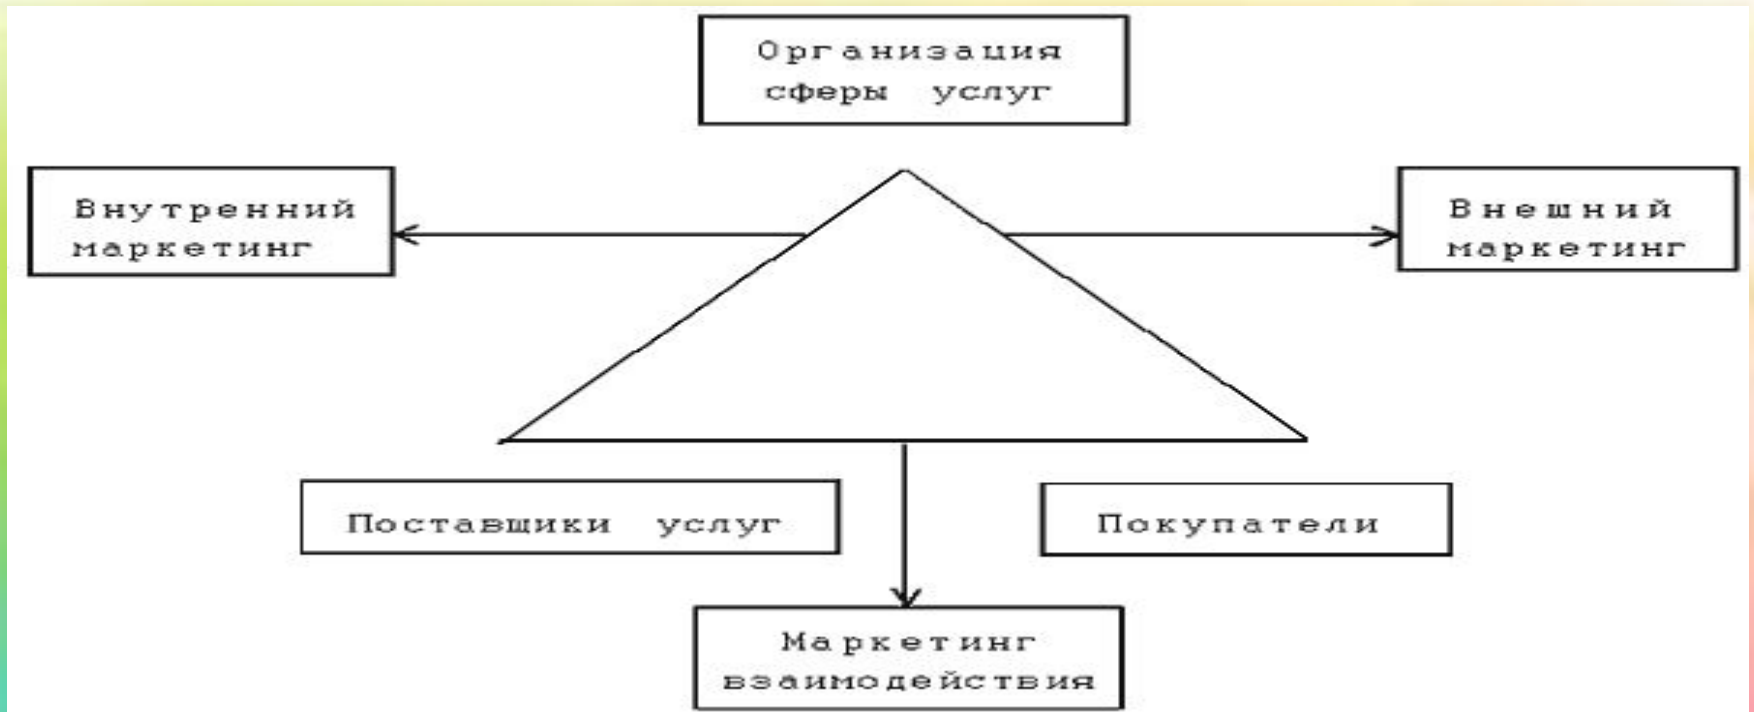 Организация
сферы услуг
Внутренний
маркетинг
Внешний
маркетинг
Поставщики услуг
Покупатели
Маркетинг
взаимодействия